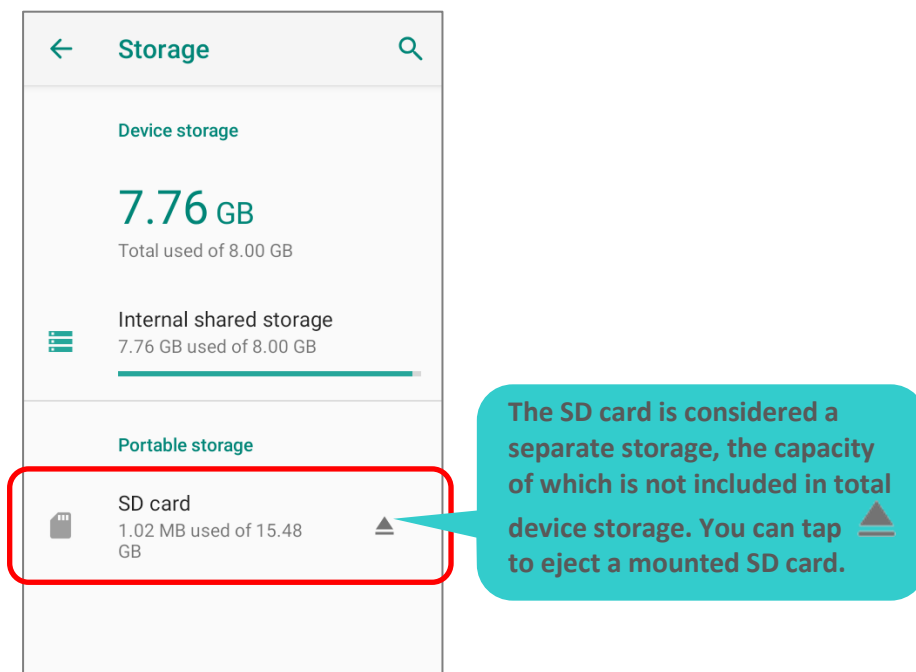 Storage
Device storage
7.76 GB
Total used of 8.00 GB
Internal shared storage
7.76 GB used of 8.00 GB
Portable storage
SD card
1.02 MB used of 15.48
GB
The SD card is considered a
separate storage, the capacity
of which is not included in total
device storage. You can tap
to eject a mounted SD card.